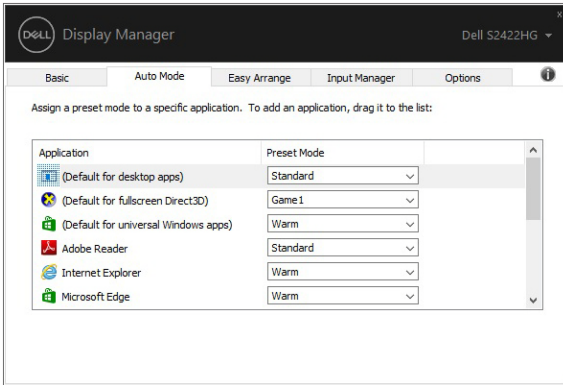 x
DELL Display Manager Dell S2422HG
Basic Auto Mode Easy Arrange Input Manager Options i
Assign a preset mode to a specific application. To add an application, drag it to the list:
Application Preset Mode
(Default for desktop apps) Standard
(Default for fullscreen Direct3D) Game1
(Default for universal Windows apps) Warm
Adobe Reader Standard
Internet Explorer Warm
Microsoft Edge Warm